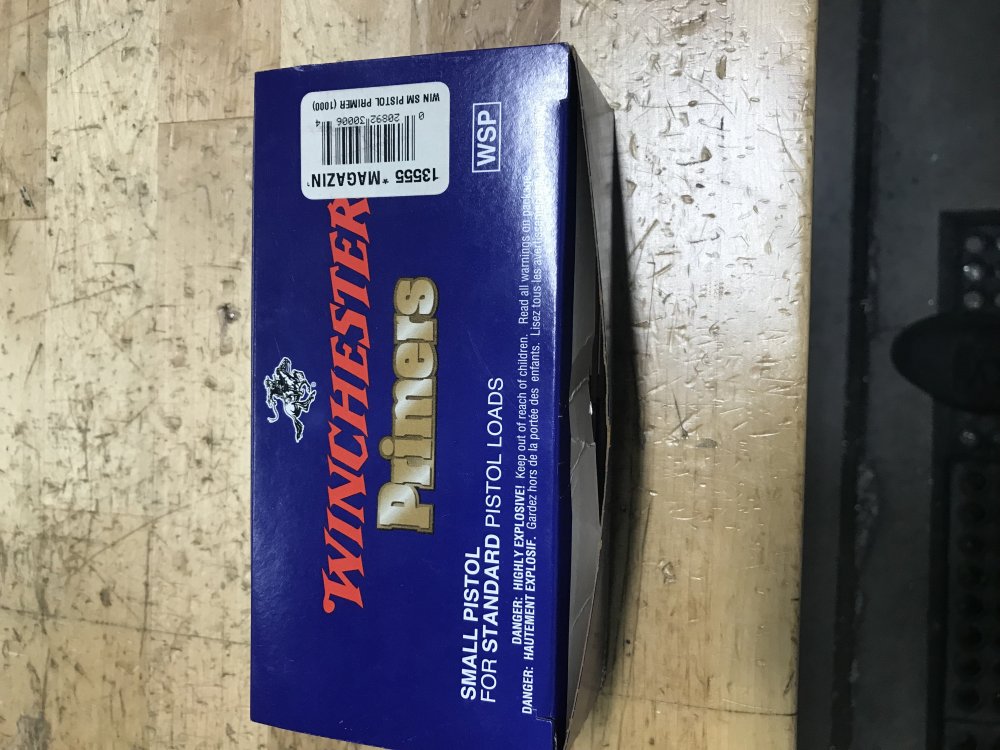 WINCHESTER
Primers
13555 * MAGAZIN
0 20892 30006 4
WIN SM PISTOL PRIMER (1000)
SMALL PISTOL
FOR STANDARD PISTOL LOADS
WSP
DANGER: HIGHLY EXPLOSIVE! Keep out of reach of children. Read all warnings on
DANGER: HAUTEMENT EXPLOSIF. Gardez hors de la portée des enfants. Lisez tous les